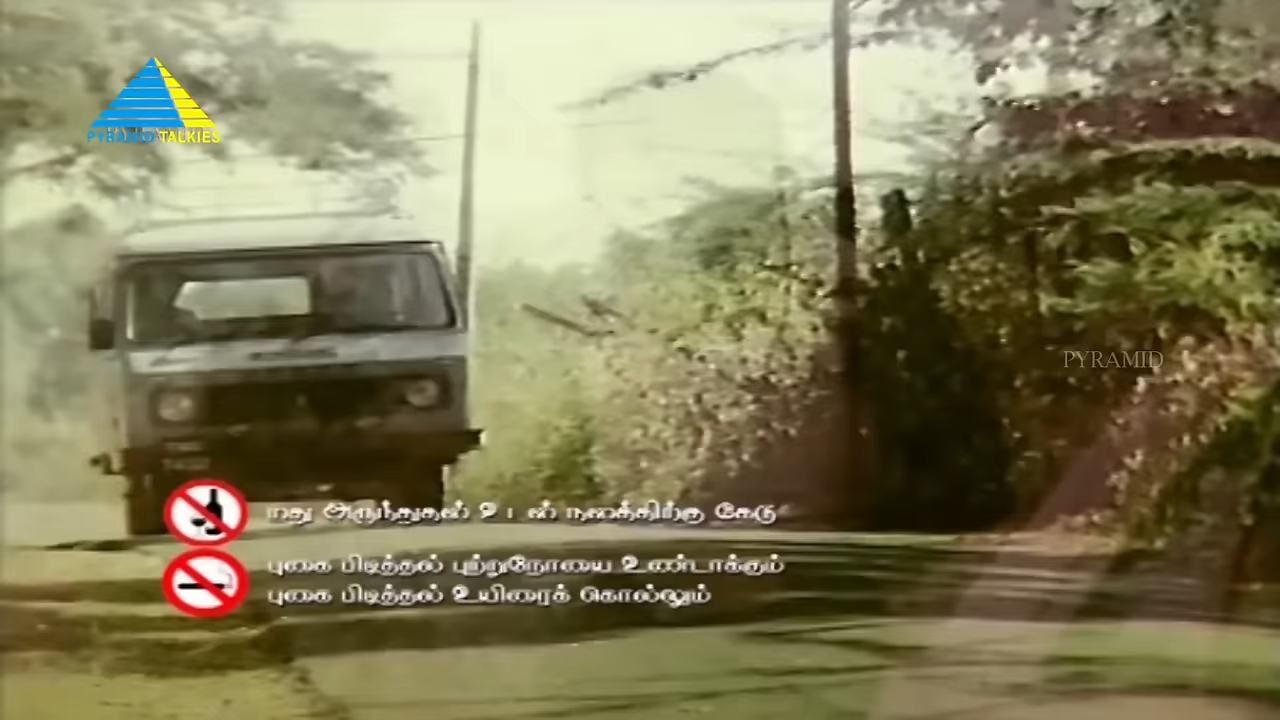 PYRAMID TALKIES
PYRAMID
மது அருந்துதல் உடல் நலத்திற்கு கேடு
புகை பிடித்தல் புற்றுநோயை உண்டாக்கும்
புகை பிடித்தல் உயிரைக் கொல்லும்